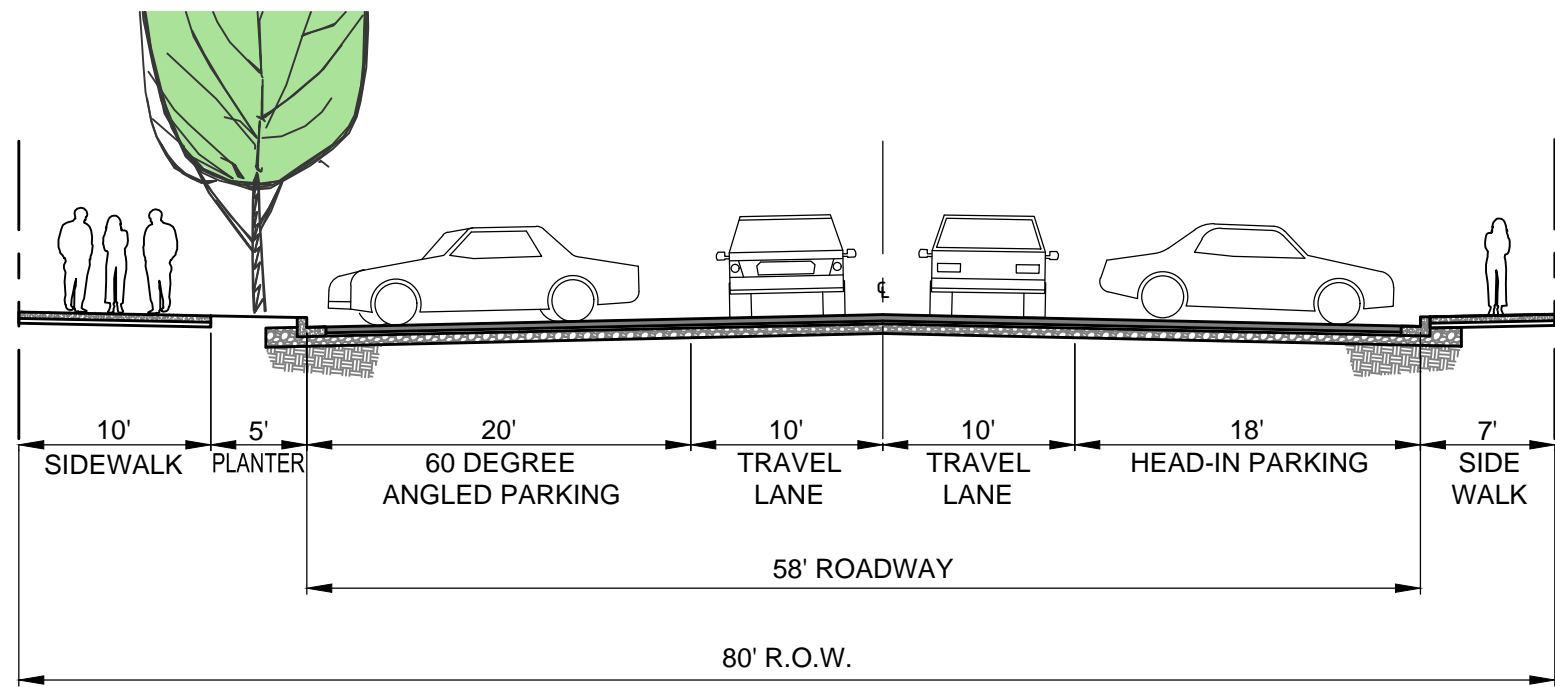 ℄
10'
SIDEWALK
5'
PLANTER
20'
60 DEGREE
ANGLED PARKING
10'
TRAVEL
LANE
10'
TRAVEL
LANE
18'
HEAD-IN PARKING
7'
SIDE
WALK
58' ROADWAY
80' R.O.W.